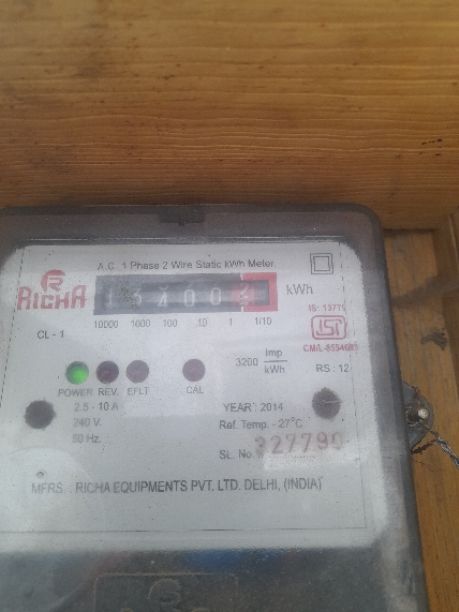 A.C. 1 Phase 2 Wire Static kWh Meter
RICHA
kWh
10000 1000 100 10 1 1/10
IS: 13779
ISI
CL - 1
3200 Imp
kWh
RS : 12
POWER REV. EFLT CAL
2.5 - 10 A
240 V.
50 Hz.
YEAR: 2014
Ref. Temp. - 27°C
SL. No.
MFRS. : RICHA EQUIPMENTS PVT. LTD. DELHI, (INDIA)